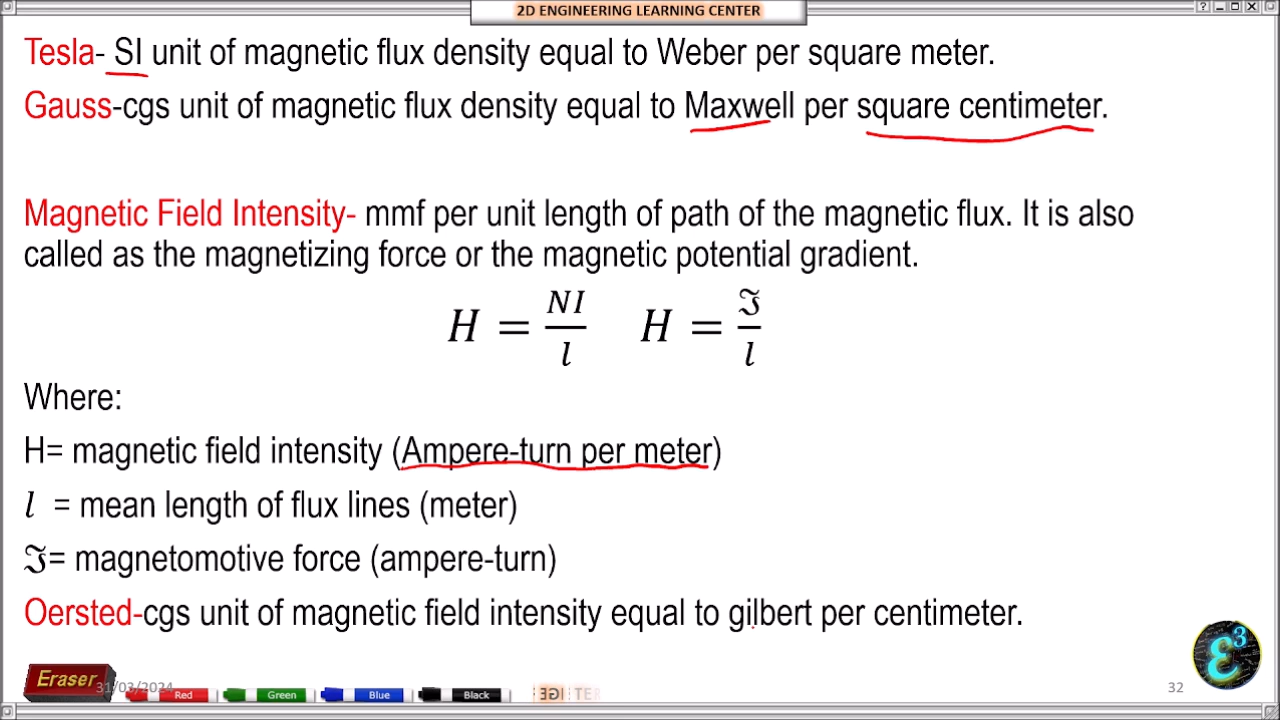 2D ENGINEERING LEARNING CENTER
Tesla- SI unit of magnetic flux density equal to Weber per square meter.
Gauss-cgs unit of magnetic flux density equal to Maxwell per square centimeter.
Magnetic Field Intensity- mmf per unit length of path of the magnetic flux. It is also
called as the magnetizing force or the magnetic potential gradient.
H = NI/l H = ℑ/l
Where:
H= magnetic field intensity (Ampere-turn per meter)
l = mean length of flux lines (meter)
ℑ= magnetomotive force (ampere-turn)
Oersted-cgs unit of magnetic field intensity equal to gilbert per centimeter.
Eraser 31/03/2024 Red Green Blue Black 32
ε3